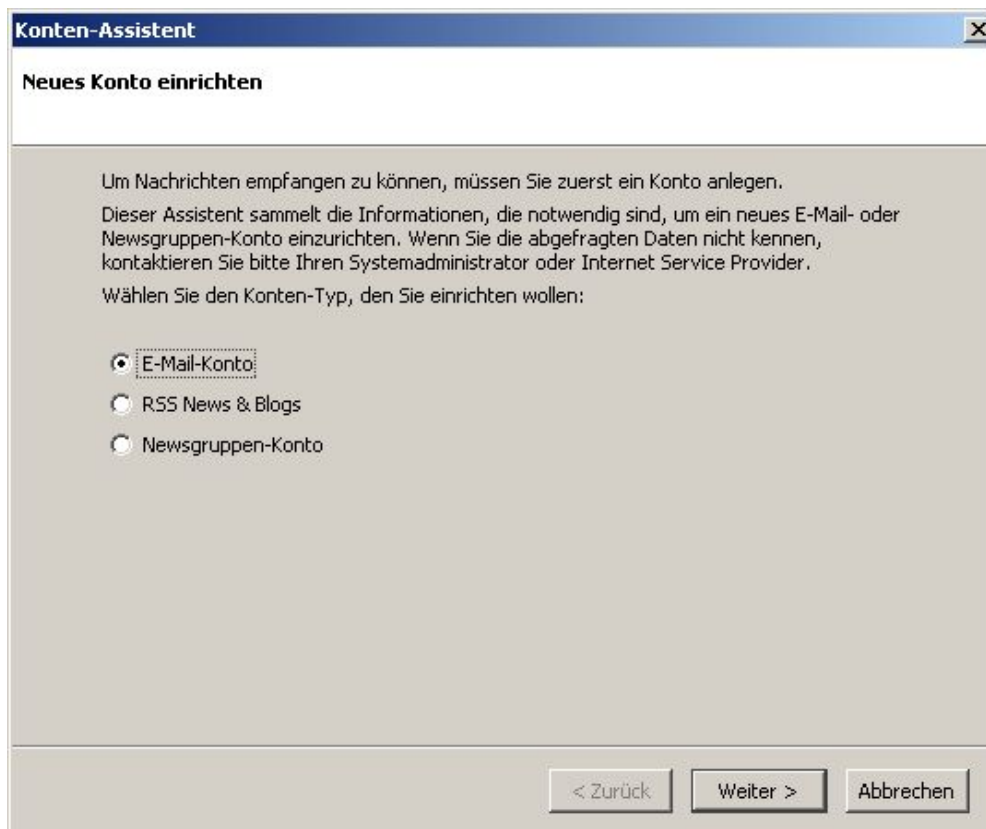 Konten-Assistent
Neues Konto einrichten
Um Nachrichten empfangen zu können, müssen Sie zuerst ein Konto anlegen.
Dieser Assistent sammelt die Informationen, die notwendig sind, um ein neues E-Mail- oder
Newsgruppen-Konto einzurichten. Wenn Sie die abgefragten Daten nicht kennen,
kontaktieren Sie bitte Ihren Systemadministrator oder Internet Service Provider.
Wählen Sie den Konten-Typ, den Sie einrichten wollen:
E-Mail-Konto
RSS News & Blogs
Newsgruppen-Konto
< Zurück Weiter > Abbrechen